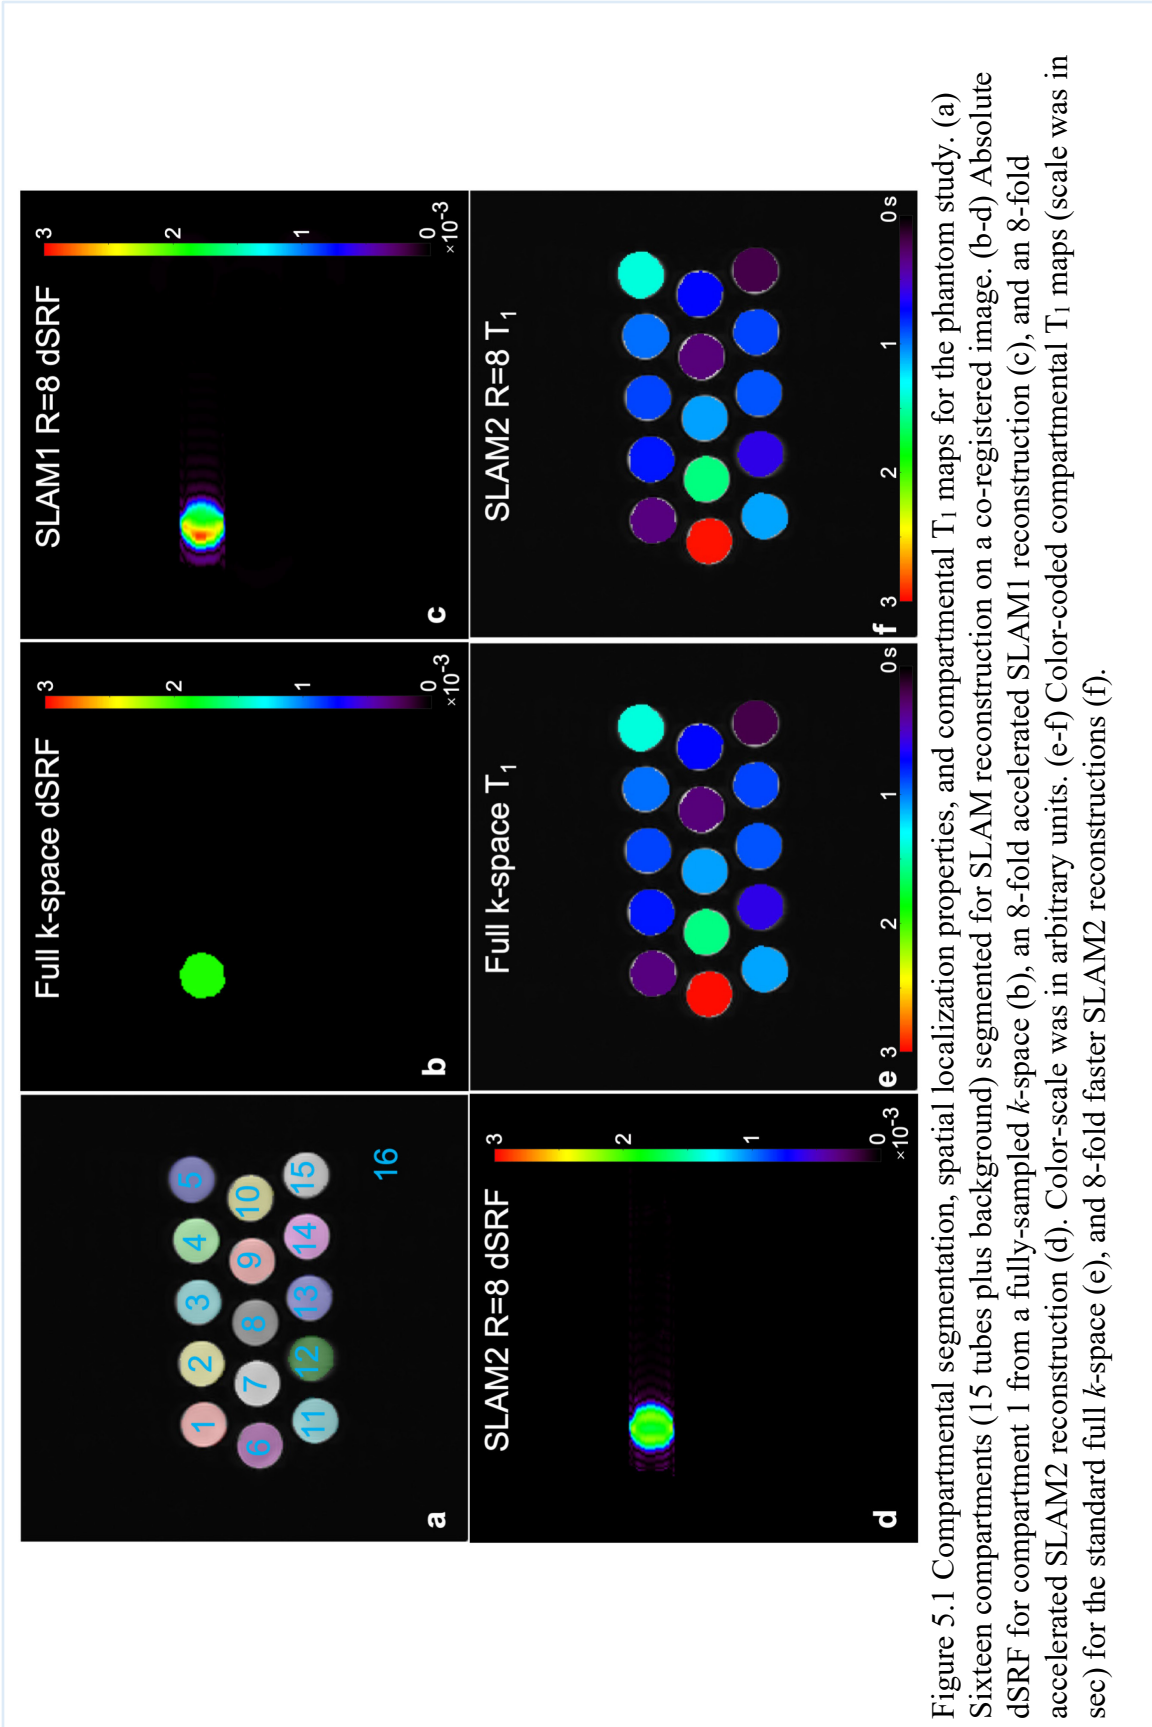 1
2
3
4
5
6
7
8
9
10
11
12
13
14
15
16
a
Full k-space dSRF
3
2
1
0
×10-3
b
SLAM1 R=8 dSRF
3
2
1
0
×10-3
c
SLAM2 R=8 dSRF
3
2
1
0
×10-3
d
Full k-space T1
3
2
1
0 s
e
SLAM2 R=8 T1
3
2
1
0 s
f
Figure 5.1 Compartmental segmentation, spatial localization properties, and compartmental T1 maps for the phantom study. (a)
Sixteen compartments (15 tubes plus background) segmented for SLAM reconstruction on a co-registered image. (b-d) Absolute
dSRF for compartment 1 from a fully-sampled k-space (b), an 8-fold accelerated SLAM1 reconstruction (c), and an 8-fold
accelerated SLAM2 reconstruction (d). Color-scale was in arbitrary units. (e-f) Color-coded compartmental T1 maps (scale was in
sec) for the standard full k-space (e), and 8-fold faster SLAM2 reconstructions (f).